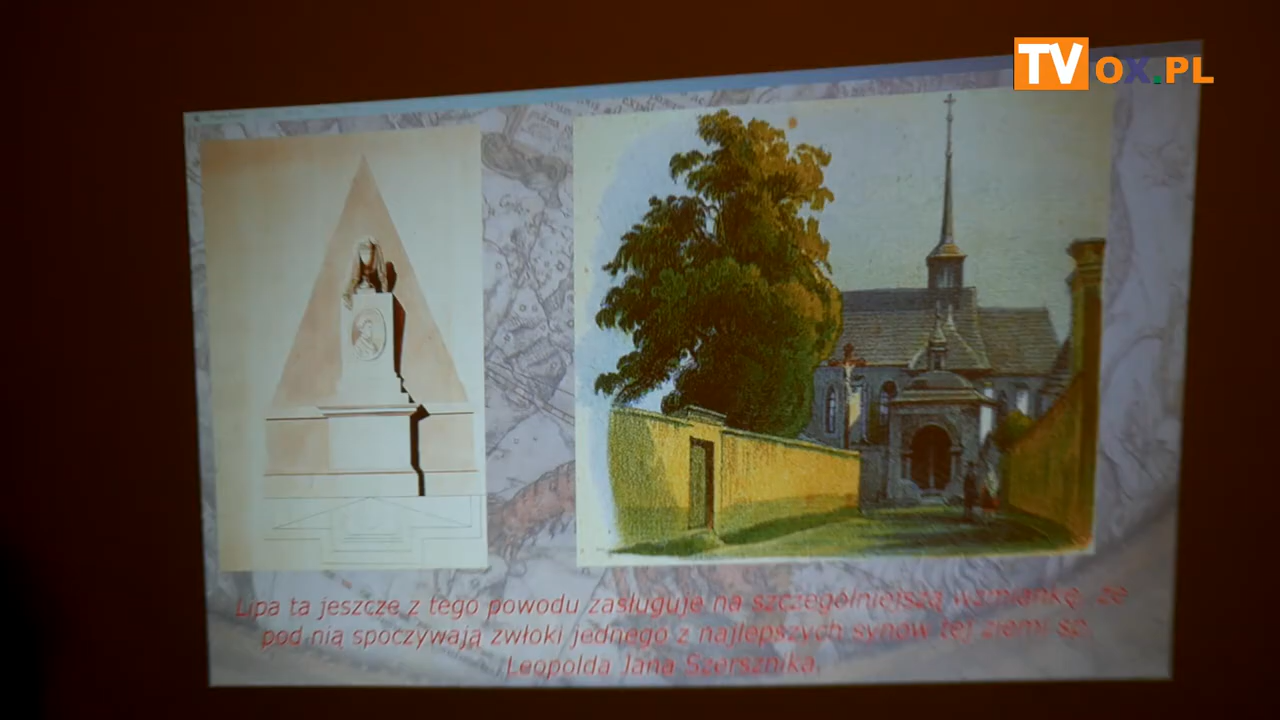 TVOX.PL
Lipa ta jeszcze z tego powodu zasługuje na szczególniejszą wzmiankę, że
pod nią spoczywają zwłoki jednego z najlepszych synów tej ziemi śp.
Leopolda Jana Szersznika.